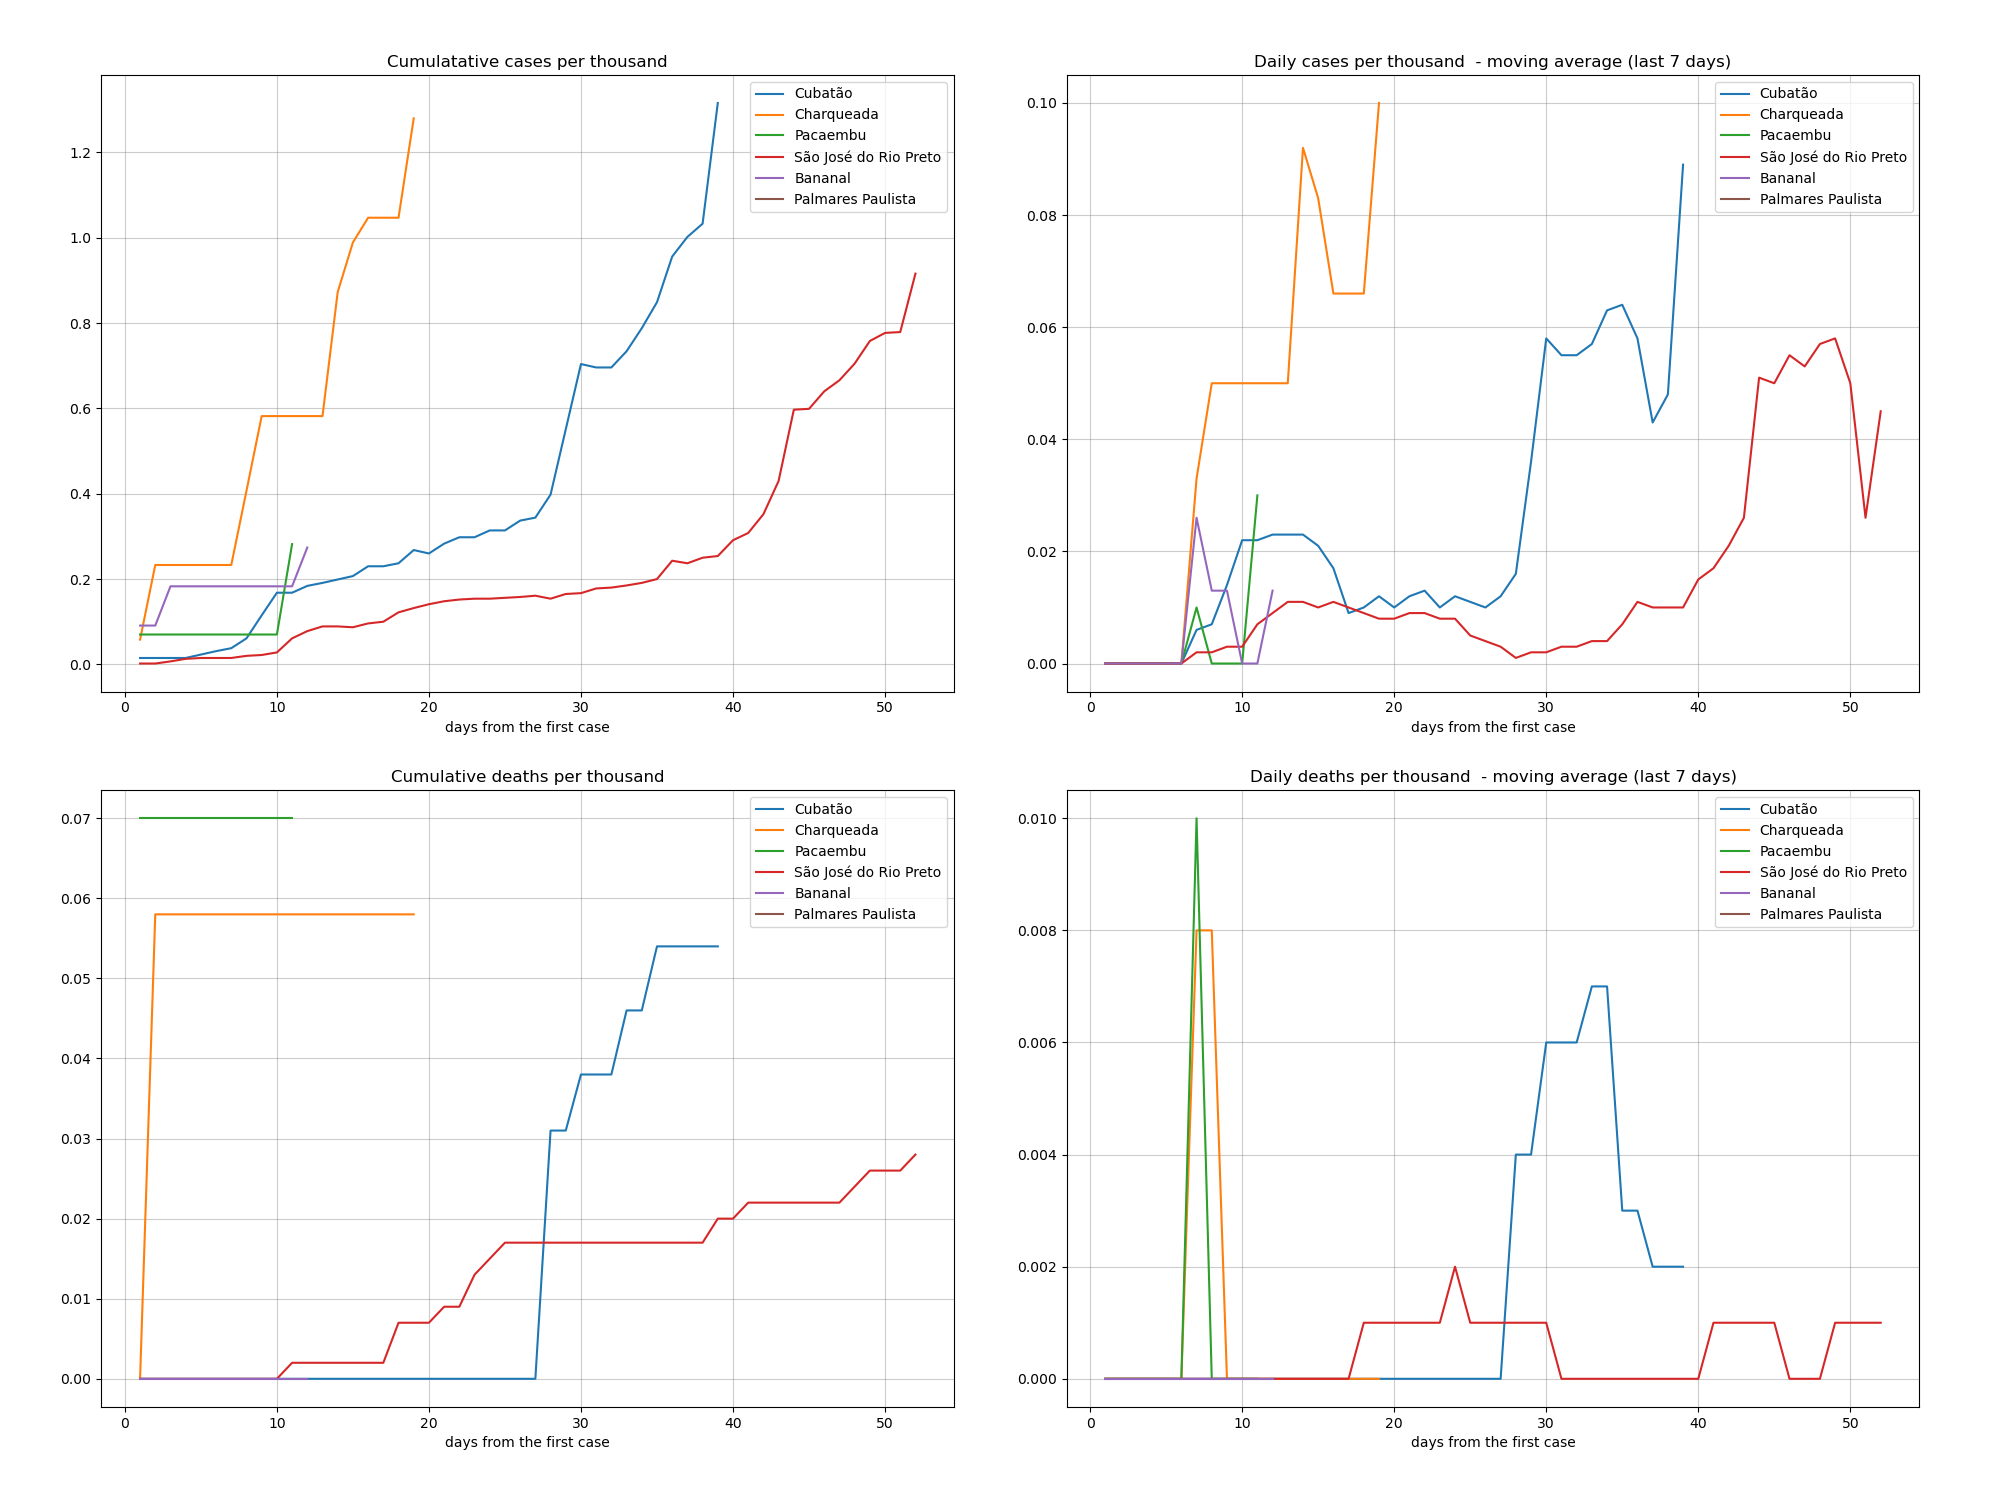 Cumulatative cases per thousand
1.2
1.0
0.8
0.6
0.4
0.2
0.0
Cubatão
Charqueada
Pacaembu
São José do Rio Preto
Bananal
Palmares Paulista
0 10 20 30 40 50
days from the first case
Daily cases per thousand  - moving average (last 7 days)
0.10
0.08
0.06
0.04
0.02
0.00
Cubatão
Charqueada
Pacaembu
São José do Rio Preto
Bananal
Palmares Paulista
0 10 20 30 40 50
days from the first case
Cumulative deaths per thousand
0.07
0.06
0.05
0.04
0.03
0.02
0.01
0.00
Cubatão
Charqueada
Pacaembu
São José do Rio Preto
Bananal
Palmares Paulista
0 10 20 30 40 50
days from the first case
Daily deaths per thousand  - moving average (last 7 days)
0.010
0.008
0.006
0.004
0.002
0.000
Cubatão
Charqueada
Pacaembu
São José do Rio Preto
Bananal
Palmares Paulista
0 10 20 30 40 50
days from the first case